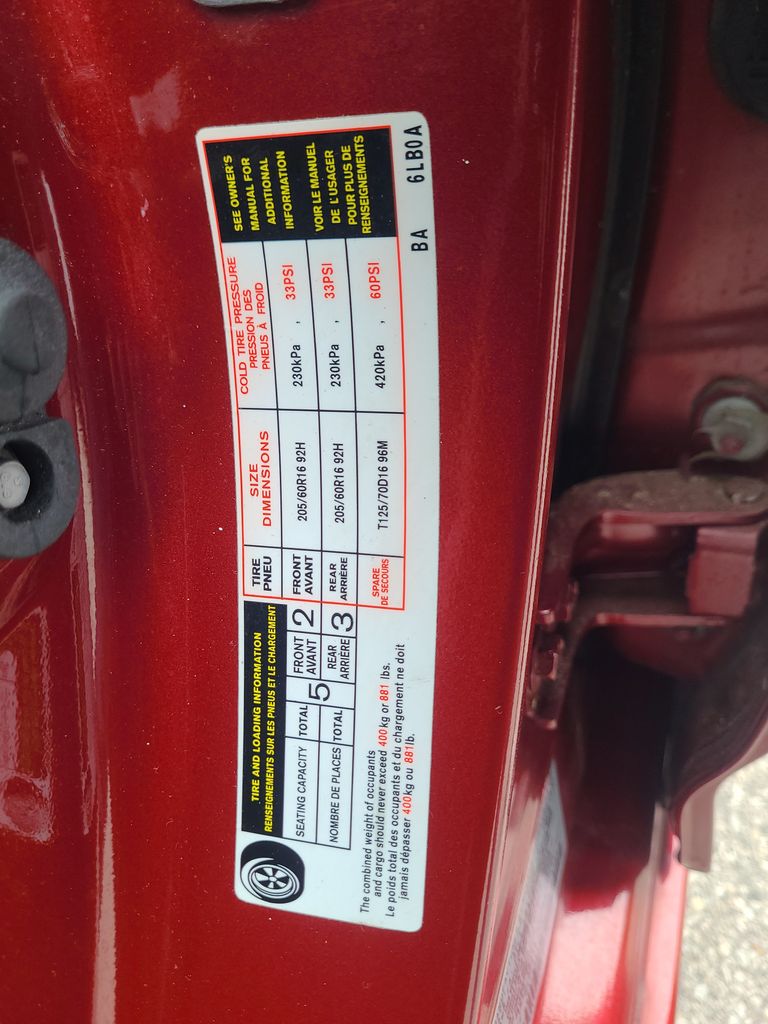 TIRE AND LOADING INFORMATION
RENSEIGNEMENTS SUR LES PNEUS ET LE CHARGEMENT
SEATING CAPACITY TOTAL 5 FRONT AVANT 2 REAR ARRIÈRE 3
NOMBRE DE PLACES TOTAL
The combined weight of occupants
and cargo should never exceed 400 kg or 881 lbs.
Le poids total des occupants et du chargement ne doit
jamais dépasser 400kg ou 881lb.
TIRE PNEU SIZE DIMENSIONS COLD TIRE PRESSURE PRESSION DES PNEUS À FROID
FRONT AVANT 205/60R16 92H 230kPa , 33PSI
REAR ARRIÈRE 205/60R16 92H 230kPa , 33PSI
SPARE DE SECOURS T125/70D16 96M 420kPa , 60PSI
SEE OWNER'S
MANUAL FOR
ADDITIONAL
INFORMATION
VOIR LE MANUEL
DE L'USAGER
POUR PLUS DE
RENSEIGNEMENTS
BA 6LB0A